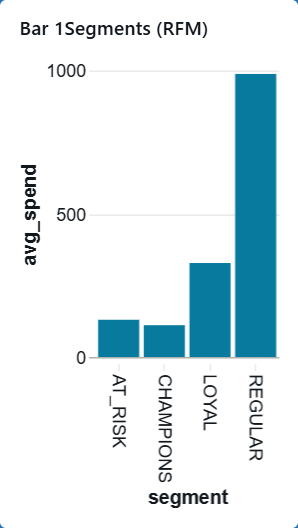 Bar 1Segments (RFM)
1000
500
0
avg_spend
AT_RISK
CHAMPIONS
LOYAL
REGULAR
segment